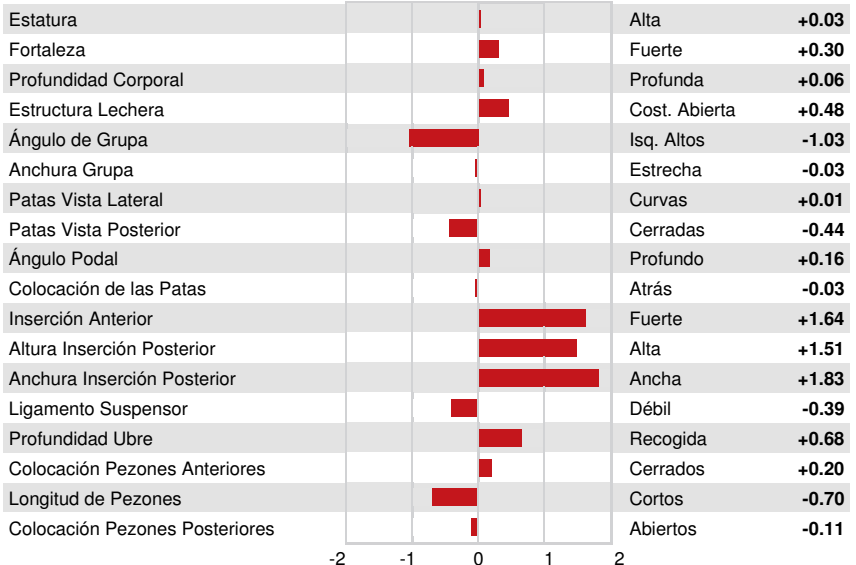 Estatura Alta +0.03
Fortaleza Fuerte +0.30
Profundidad Corporal Profunda +0.06
Estructura Lechera Cost. Abierta +0.48
Ángulo de Grupa Isq. Altos -1.03
Anchura Grupa Estrecha -0.03
Patas Vista Lateral Curvas +0.01
Patas Vista Posterior Cerradas -0.44
Ángulo Podal Profundo +0.16
Colocación de las Patas Atrás -0.03
Inserción Anterior Fuerte +1.64
Altura Inserción Posterior Alta +1.51
Anchura Inserción Posterior Ancha +1.83
Ligamento Suspensor Débil -0.39
Profundidad Ubre Recogida +0.68
Colocación Pezones Anteriores Cerrados +0.20
Longitud de Pezones Cortos -0.70
Colocación Pezones Posteriores Abiertos -0.11
-2 -1 0 1 2